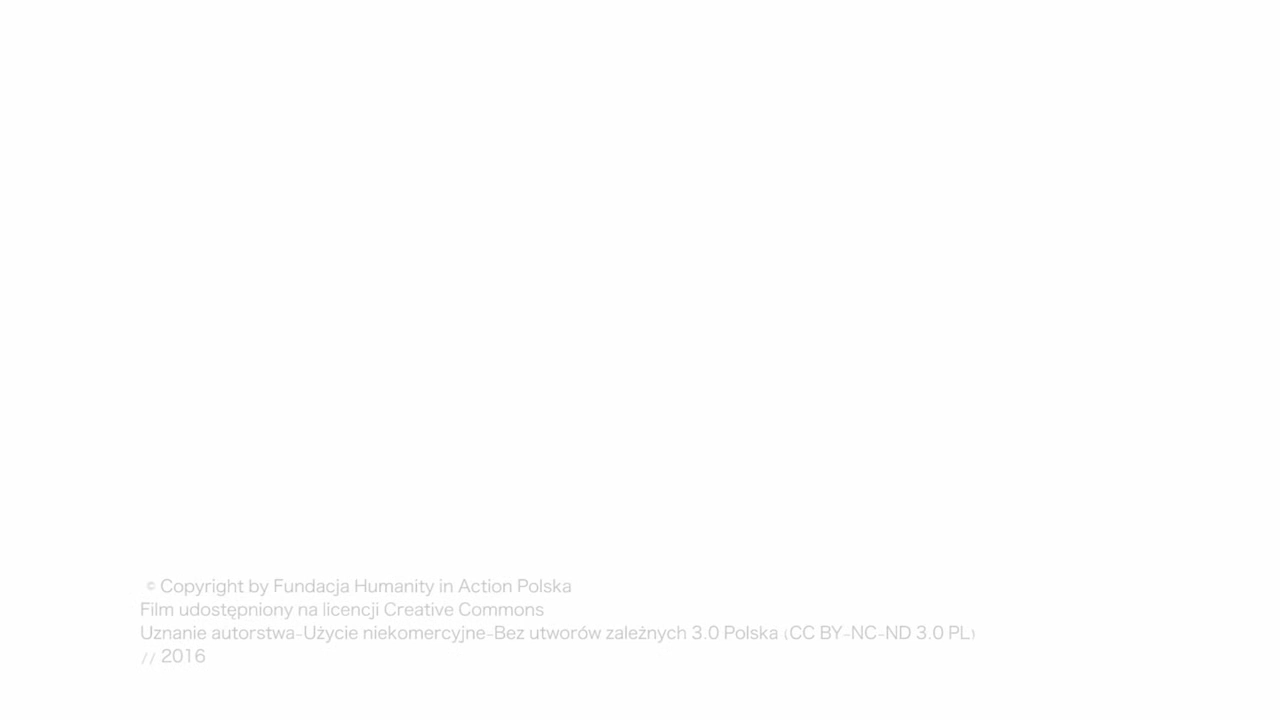 © Copyright by Fundacja Humanity in Action Polska
Film udostępniony na licencji Creative Commons
Uznanie autorstwa-Użycie niekomercyjne-Bez utworów zależnych 3.0 Polska (CC BY-NC-ND 3.0 PL)
// 2016